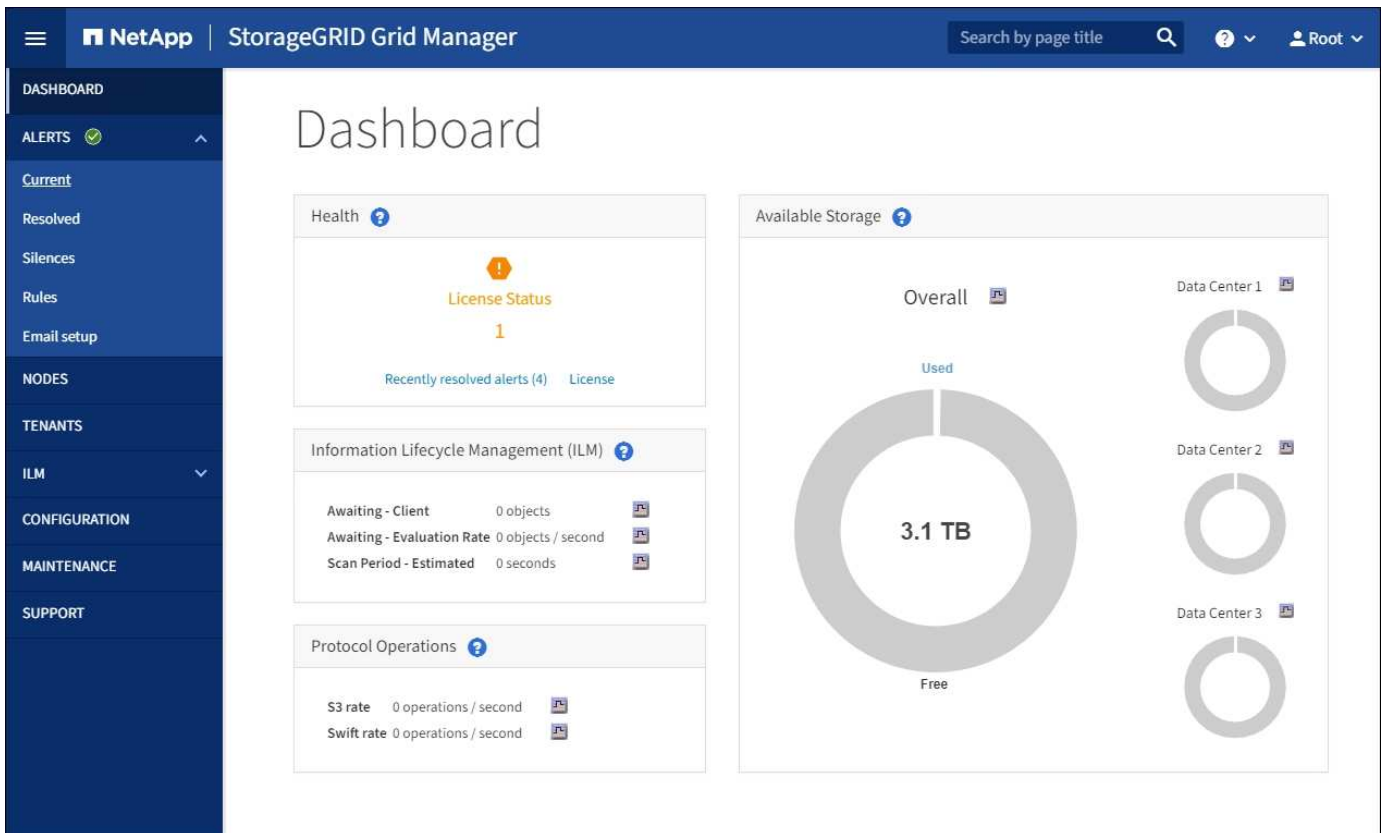 NetApp | StorageGRID Grid Manager
Search by page title
Root
DASHBOARD
ALERTS
Current
Resolved
Silences
Rules
Email setup
NODES
TENANTS
ILM
CONFIGURATION
MAINTENANCE
SUPPORT
Dashboard
Health ?
!
License Status
1
Recently resolved alerts (4) License
Information Lifecycle Management (ILM) ?
Awaiting - Client 0 objects
Awaiting - Evaluation Rate 0 objects / second
Scan Period - Estimated 0 seconds
Protocol Operations ?
S3 rate 0 operations / second
Swift rate 0 operations / second
Available Storage ?
Overall
Used
3.1 TB
Free
Data Center 1
Data Center 2
Data Center 3